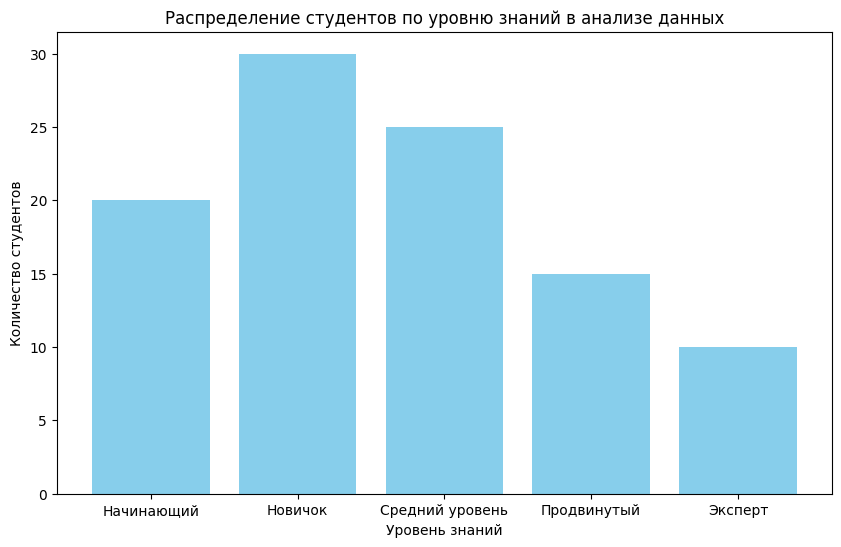 Распределение студентов по уровню знаний в анализе данных
Количество студентов
30
25
20
15
10
5
0
Начинающий Новичок Средний уровень Продвинутый Эксперт
Уровень знаний